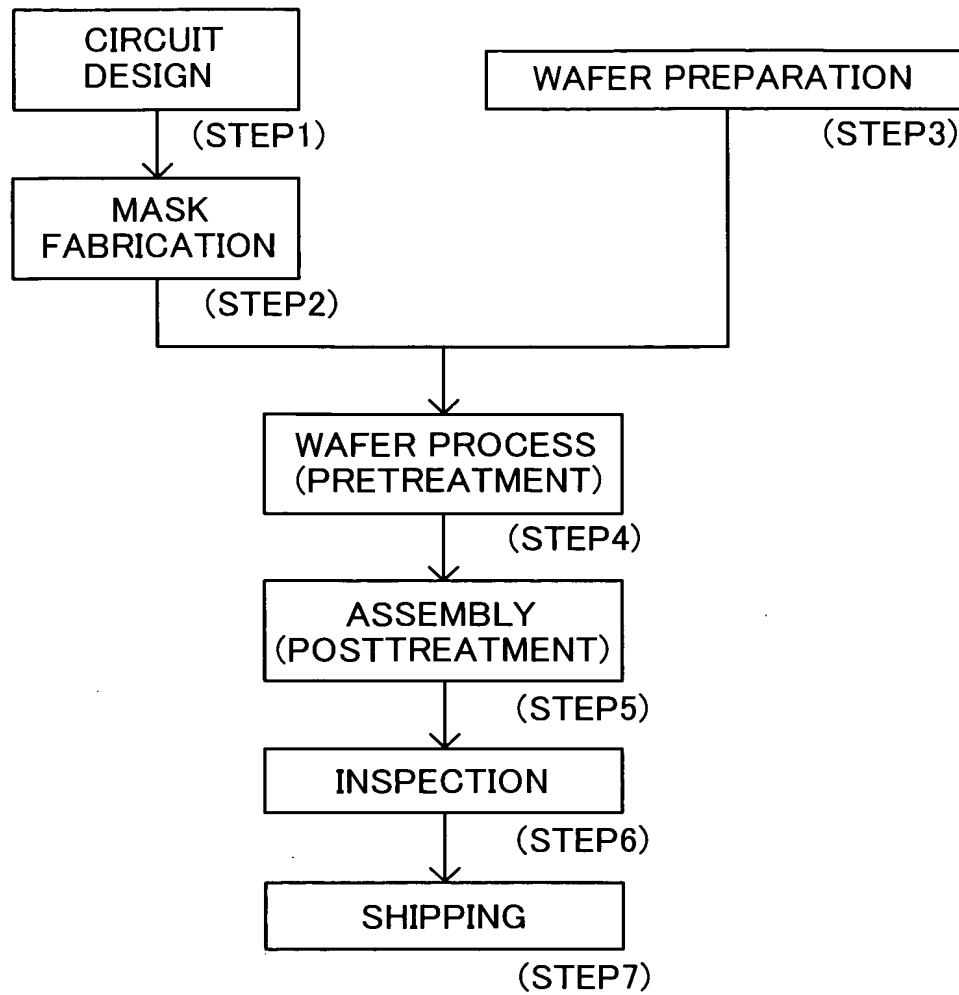 CIRCUIT
DESIGN
(STEP1)
WAFER PREPARATION
(STEP3)
MASK
FABRICATION
(STEP2)
WAFER PROCESS
(PRETREATMENT)
(STEP4)
ASSEMBLY
(POSTTREATMENT)
(STEP5)
INSPECTION
(STEP6)
SHIPPING
(STEP7)